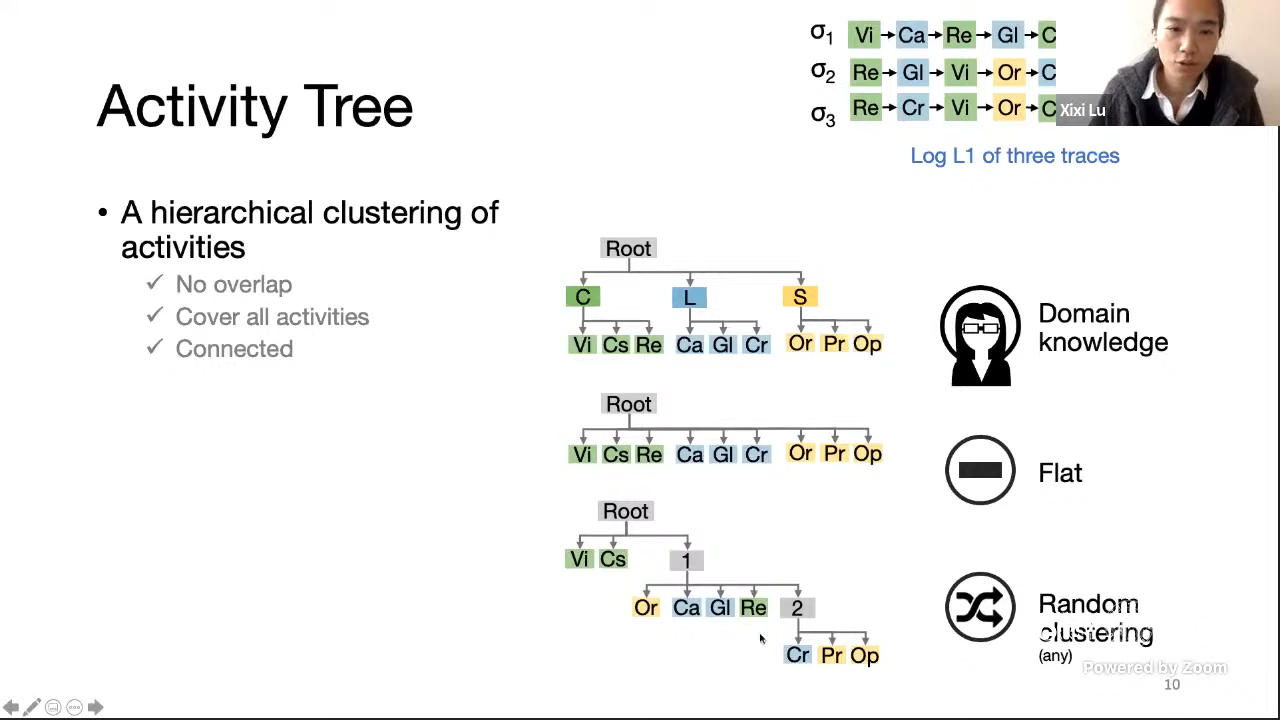 σ1 Vi Ca Re Gl C
σ2 Re Gl Vi Or C
σ3 Re Cr Vi Or C
Xixi Lu
Log L1 of three traces
Activity Tree
• A hierarchical clustering of
activities
✓ No overlap
✓ Cover all activities
✓ Connected
Root
C L S
Vi Cs Re Ca Gl Cr Or Pr Op
Domain
knowledge
Root
Vi Cs Re Ca Gl Cr Or Pr Op
Flat
Root
Vi Cs 1
Or Ca Gl Re 2
Cr Pr Op
Random
clustering
(any)
Powered by Zoom
10